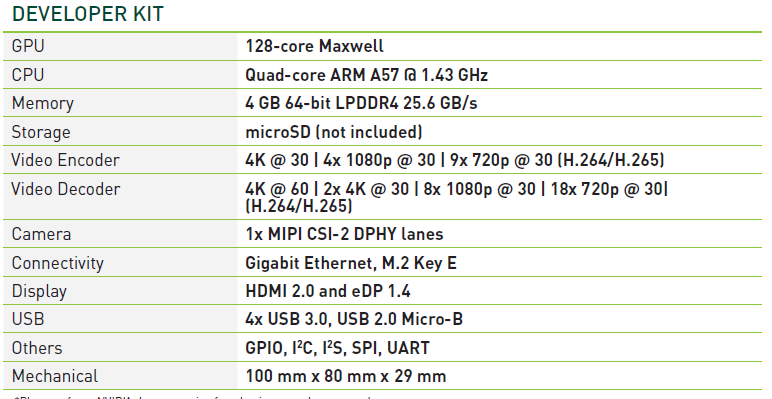 DEVELOPER KIT
GPU 128-core Maxwell
CPU Quad-core ARM A57 @ 1.43 GHz
Memory 4 GB 64-bit LPDDR4 25.6 GB/s
Storage microSD (not included)
Video Encoder 4K @ 30 | 4x 1080p @ 30 | 9x 720p @ 30 (H.264/H.265)
Video Decoder 4K @ 60 | 2x 4K @ 30 | 8x 1080p @ 30 | 18x 720p @ 30|
(H.264/H.265)
Camera 1x MIPI CSI-2 DPHY lanes
Connectivity Gigabit Ethernet, M.2 Key E
Display HDMI 2.0 and eDP 1.4
USB 4x USB 3.0, USB 2.0 Micro-B
Others GPIO, I²C, I²S, SPI, UART
Mechanical 100 mm x 80 mm x 29 mm